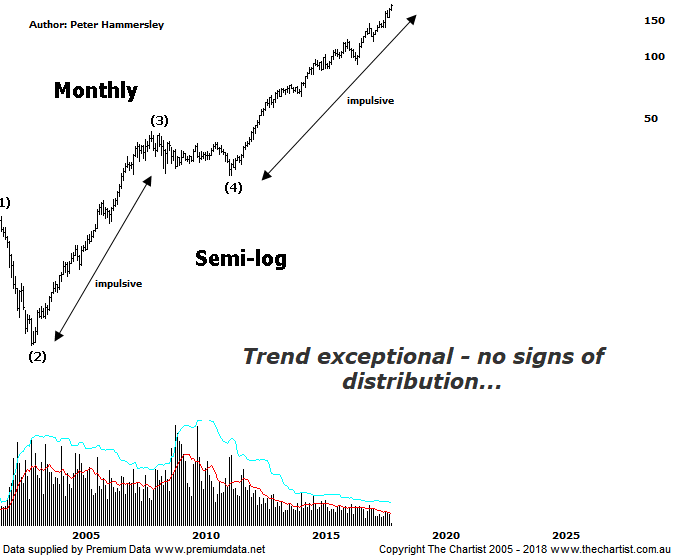 Author: Peter Hammersley
150
100
Monthly
impulsive
50
(3)
(4)
1)
Semi-log
impulsive
(2)
Trend exceptional - no signs of
distribution...
2005 2010 2015 2020 2025
Data supplied by Premium Data www.premiumdata.net Copyright The Chartist 2005 - 2018 www.thechartist.com.au